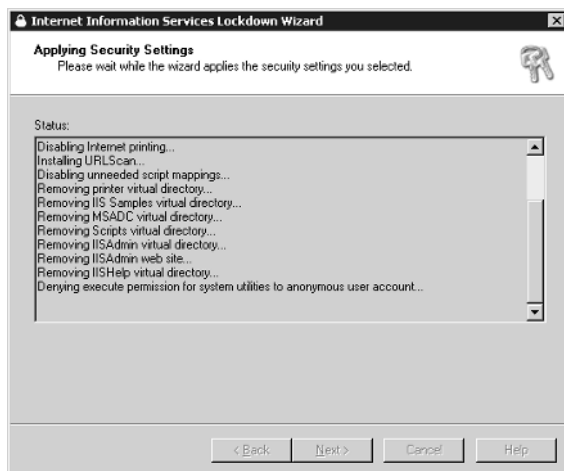 Internet Information Services Lockdown Wizard
Applying Security Settings
Please wait while the wizard applies the security settings you selected.
Status:
Disabling Internet printing...
Installing URLScan...
Disabling unneeded script mappings...
Removing printer virtual directory...
Removing IIS Samples virtual directory...
Removing MSADC virtual directory...
Removing Scripts virtual directory...
Removing IISAdmin virtual directory...
Removing IISAdmin web site...
Removing IISHelp virtual directory...
Denying execute permission for system utilities to anonymous user account...
< Back Next > Cancel Help